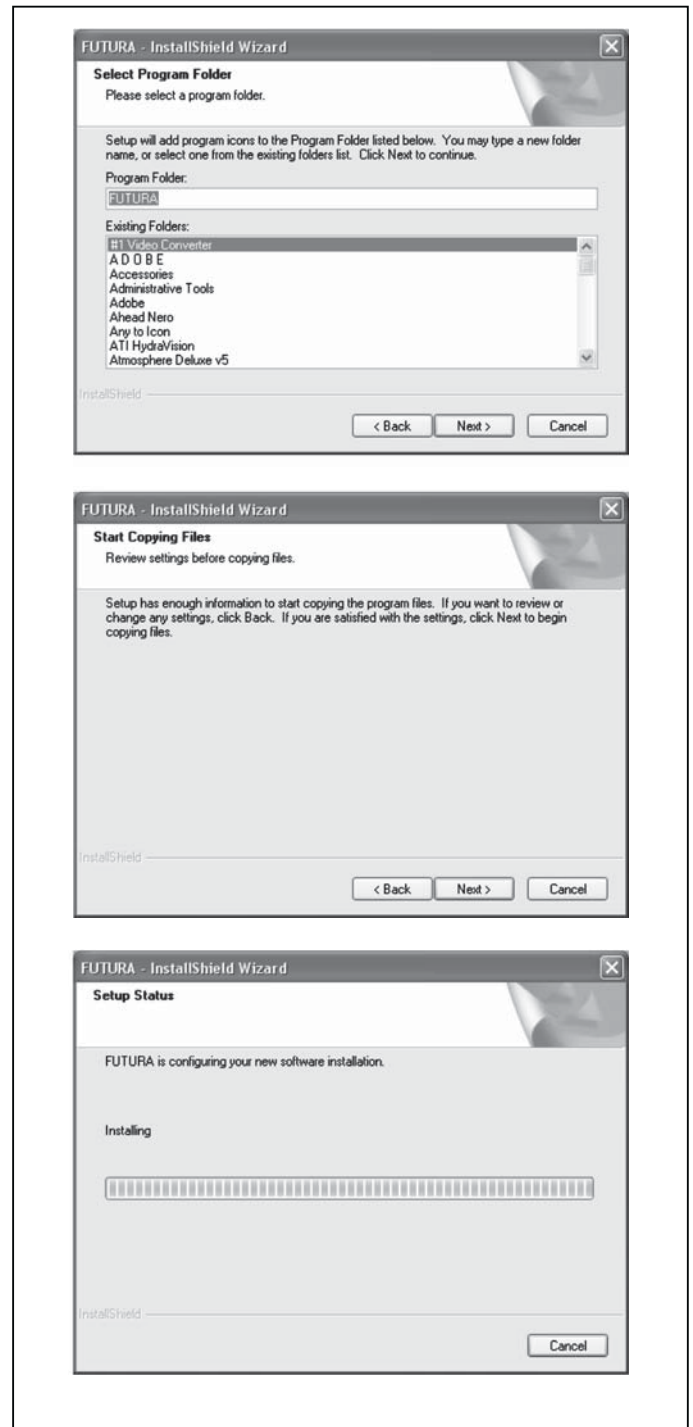 FUTURA - InstallShield Wizard
Select Program Folder
Please select a program folder.
Setup will add program icons to the Program Folder listed below. You may type a new folder
name, or select one from the existing folders list. Click Next to continue.
Program Folder:
FUTURA
Existing Folders:
#1 Video Converter
A D O B E
Accessories
Administrative Tools
Adobe
Ahead Nero
Any to Icon
ATI HydraVision
Atmosphere Deluxe v5
InstallShield
< Back Next > Cancel
FUTURA - InstallShield Wizard
Start Copying Files
Review settings before copying files.
Setup has enough information to start copying the program files. If you want to review or
change any settings, click Back. If you are satisfied with the settings, click Next to begin
copying files.
InstallShield
< Back Next > Cancel
FUTURA - InstallShield Wizard
Setup Status
FUTURA is configuring your new software installation.
Installing
InstallShield
Cancel